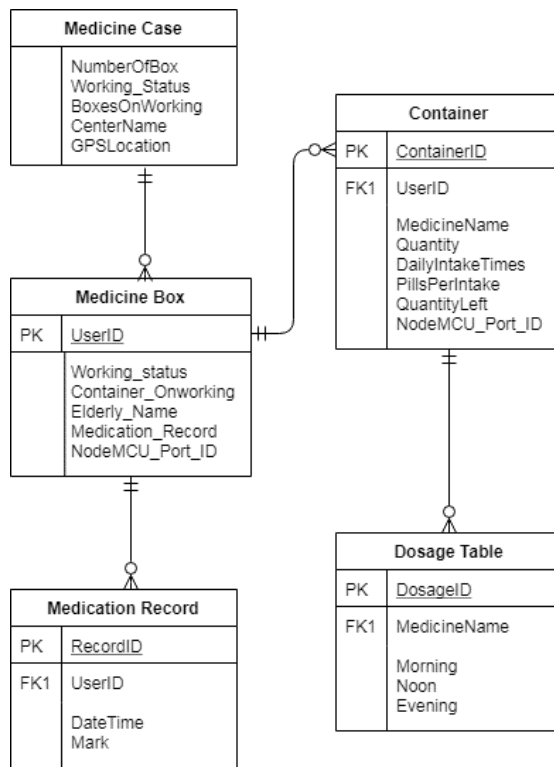 Medicine Case
NumberOfBox
Working_Status
BoxesOnWorking
CenterName
GPSLocation
Container
PK ContainerID
FK1 UserID
MedicineName
Quantity
DailyIntakeTimes
PillsPerIntake
QuantityLeft
NodeMCU_Port_ID
Medicine Box
PK UserID
Working_status
Container_Onworking
Elderly_Name
Medication_Record
NodeMCU_Port_ID
Medication Record
PK RecordID
FK1 UserID
DateTime
Mark
Dosage Table
PK DosageID
FK1 MedicineName
Morning
Noon
Evening